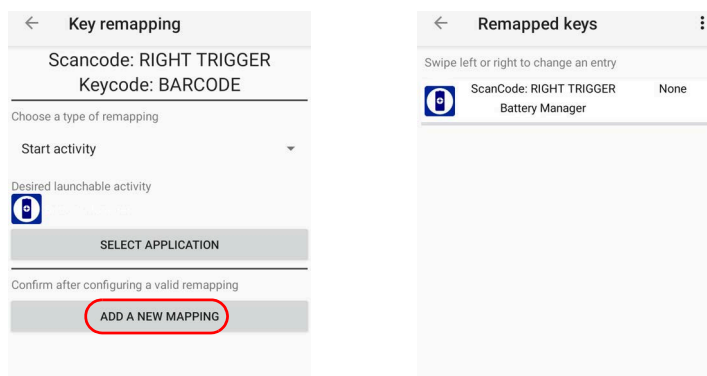 Key remapping
Scancode: RIGHT TRIGGER
Keycode: BARCODE
Choose a type of remapping
Start activity
Desired launchable activity
SELECT APPLICATION
Confirm after configuring a valid remapping
ADD A NEW MAPPING
Remapped keys
Swipe left or right to change an entry
ScanCode: RIGHT TRIGGER None
Battery Manager